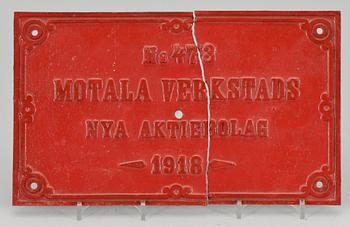 No 473
MOTALA VERKSTADS
NYA AKTIEBOLAG
1918